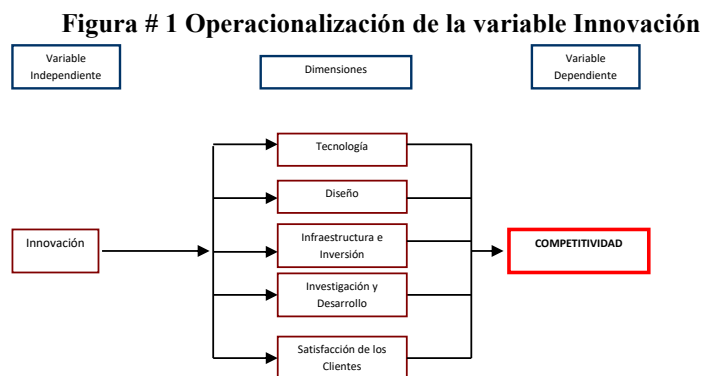 Figura # 1 Operacionalización de la variable Innovación
Variable
Independiente
Dimensiones
Variable
Dependiente
Tecnología
Diseño
Innovación
Infraestructura e
Inversión
COMPETITIVIDAD
Investigación y
Desarrollo
Satisfacción de los
Clientes